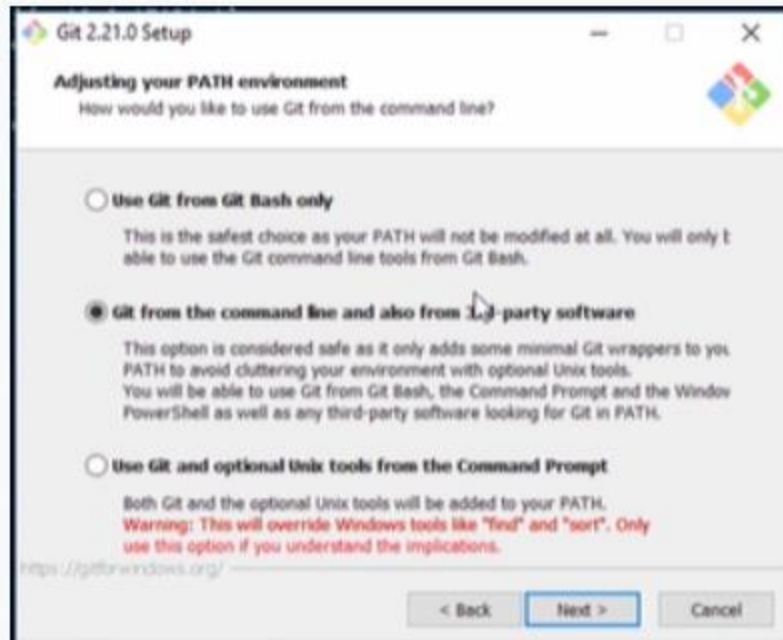 Git 2.21.0 Setup
Adjusting your PATH environment
How would you like to use Git from the command line?
Use Git from Git Bash only
This is the safest choice as your PATH will not be modified at all. You will only
able to use the Git command line tools from Git Bash.
Git from the command line and also from -party software
This option is considered safe as it only adds some minimal Git wrappers to you
PATH to avoid cluttering your environment with optional Unix tools.
You will be able to use Git from Git Bash, the Command Prompt and the Window
PowerShell as well as any third-party software looking for Git in PATH.
Use Git and optional Unix tools from the Command Prompt
Both Git and the optional Unix tools will be added to your PATH.
Warning: This will override Windows tools like "find" and "sort". Only
use this option if you understand the implications.
https://gitforwindows.org/
< Back
Next >
Cancel